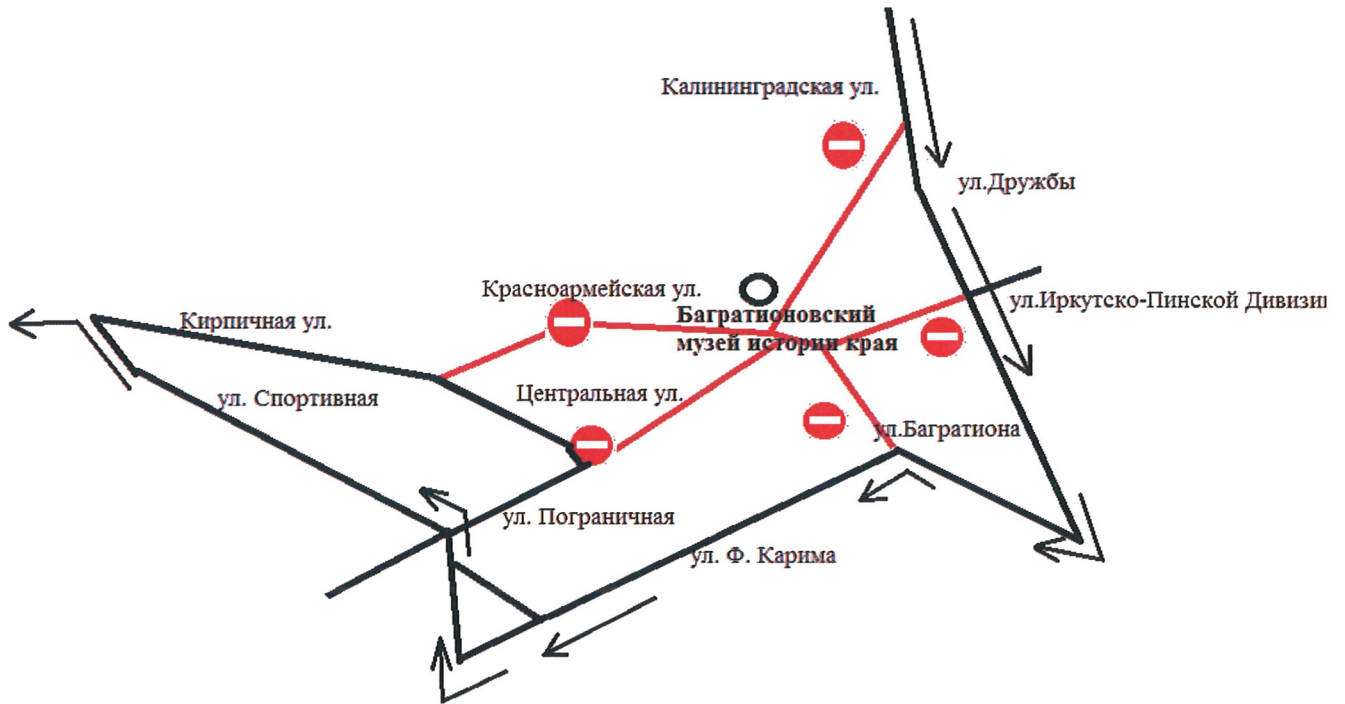 Калининградская ул.
ул.Дружбы
Красноармейская ул.
ул.Иркутско-Пинской Дивизи
Багратионовский
музей истории края
Кирпичная ул.
ул. Спортивная
Центральная ул.
ул.Багратиона
ул. Пограничная
ул. Ф. Карима